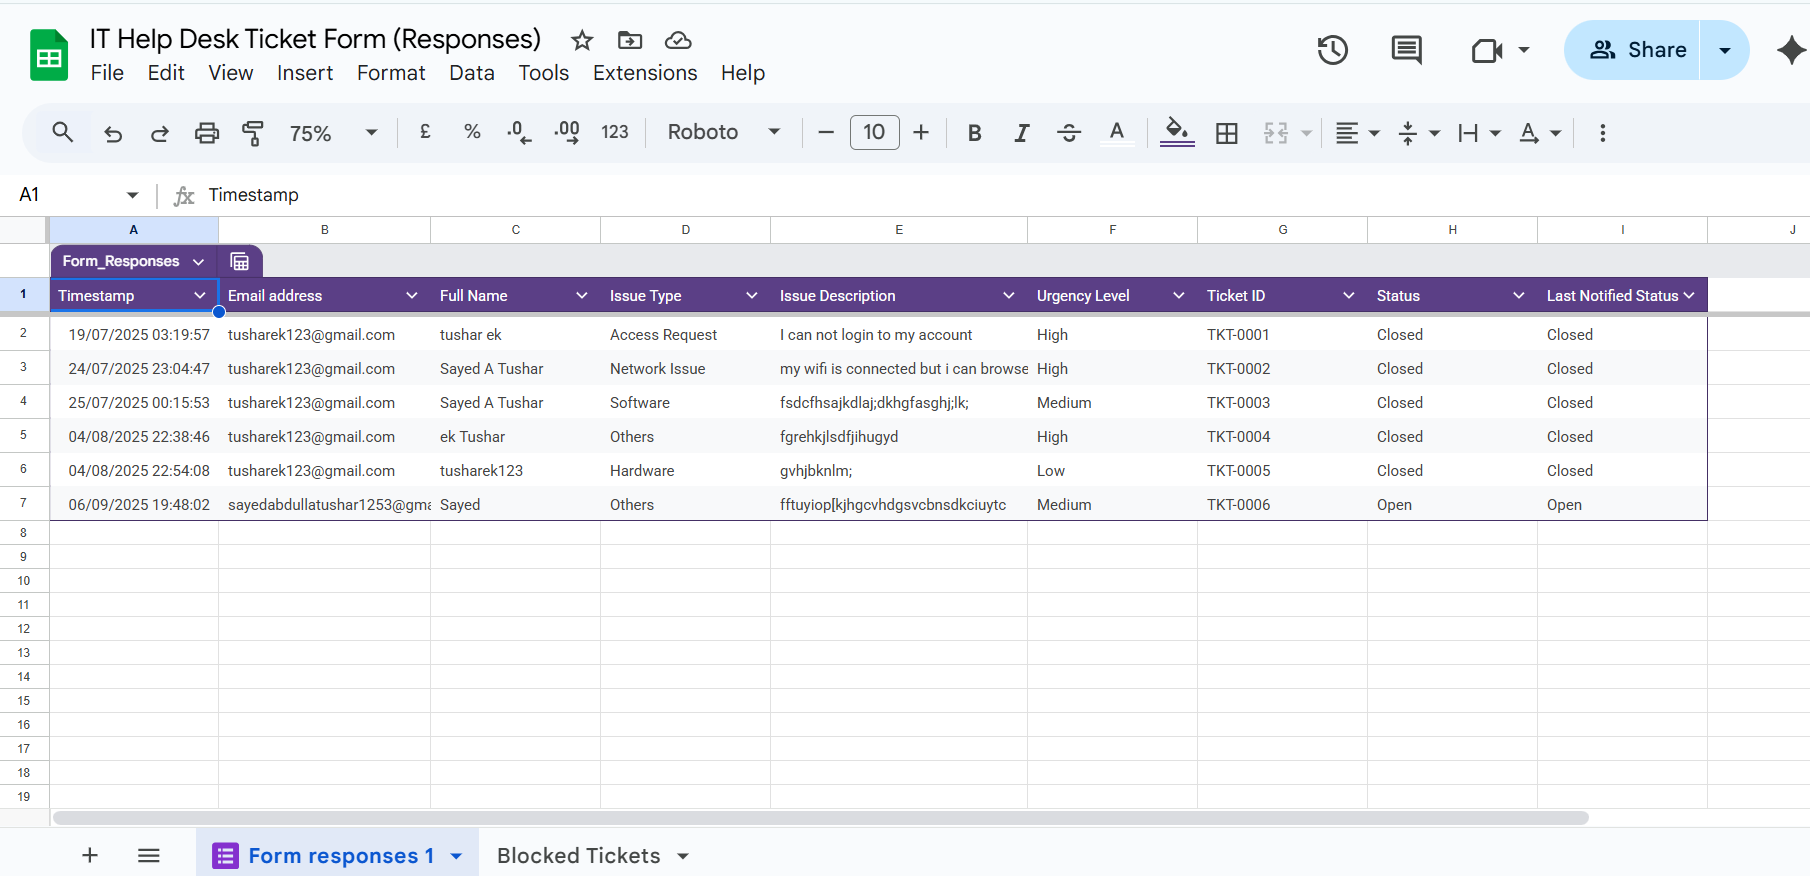 IT Help Desk Ticket Form (Responses)
File Edit View Insert Format Data Tools Extensions Help
Share
75% £ % .0 .00 123 Roboto 10 B I A A
A1 fx Timestamp
A B C D E F G H I J
Form_Responses
1 Timestamp Email address Full Name Issue Type Issue Description Urgency Level Ticket ID Status Last Notified Status
2 19/07/2025 03:19:57 tusharek123@gmail.com tushar ek Access Request I can not login to my account High TKT-0001 Closed Closed
3 24/07/2025 23:04:47 tusharek123@gmail.com Sayed A Tushar Network Issue my wifi is connected but i can browse High TKT-0002 Closed Closed
4 25/07/2025 00:15:53 tusharek123@gmail.com Sayed A Tushar Software fsdcfhsajkdlaj;dkhgfasghj;lk; Medium TKT-0003 Closed Closed
5 04/08/2025 22:38:46 tusharek123@gmail.com ek Tushar Others fgrehkjlsdfjihugyd High TKT-0004 Closed Closed
6 04/08/2025 22:54:08 tusharek123@gmail.com tusharek123 Hardware gvhjbknlm; Low TKT-0005 Closed Closed
7 06/09/2025 19:48:02 sayedabdullatushar1253@gma Sayed Others fftuyiop[kjhgcvhdgsvcbnsdkciuytc Medium TKT-0006 Open Open
8
9
10
11
12
13
14
15
16
17
18
19
Form responses 1 Blocked Tickets